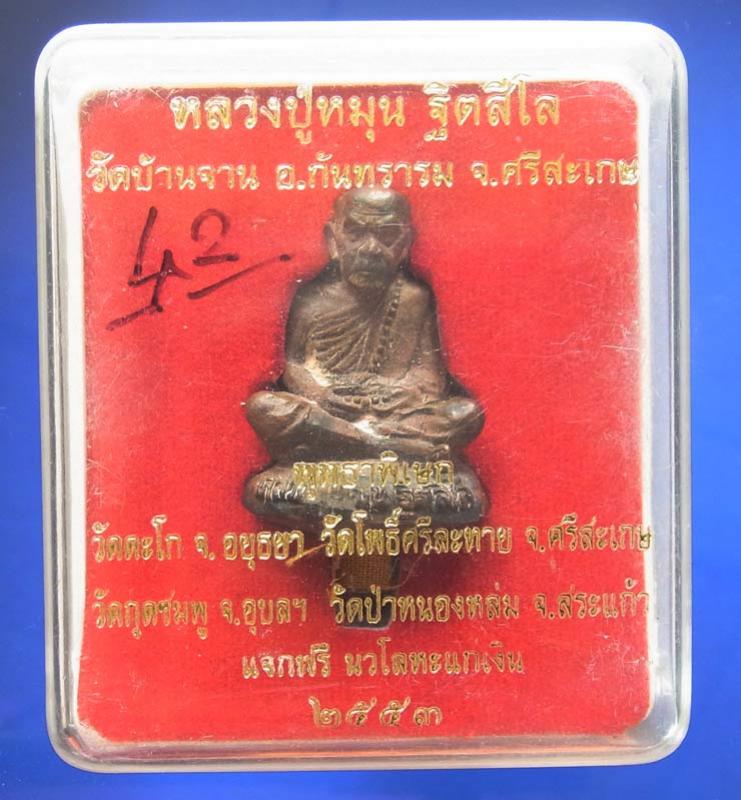 หลวงปู่หมุน ฐิตสีโล
วัดบ้านจาน อ.กันทรารม จ.ศรีสะเกษ
42
พุทธาพิเษก
วัดตะโก จ.อยุธยา วัดโพธิ์ศรีละทาย จ.ศรีสะเกษ
วัดกุดชมพู จ.อุบลฯ วัดป่าหนองหล่ม จ.สระแก้ว
แจกฟรี นวโลหะแกเงิน
๒๕๕๓